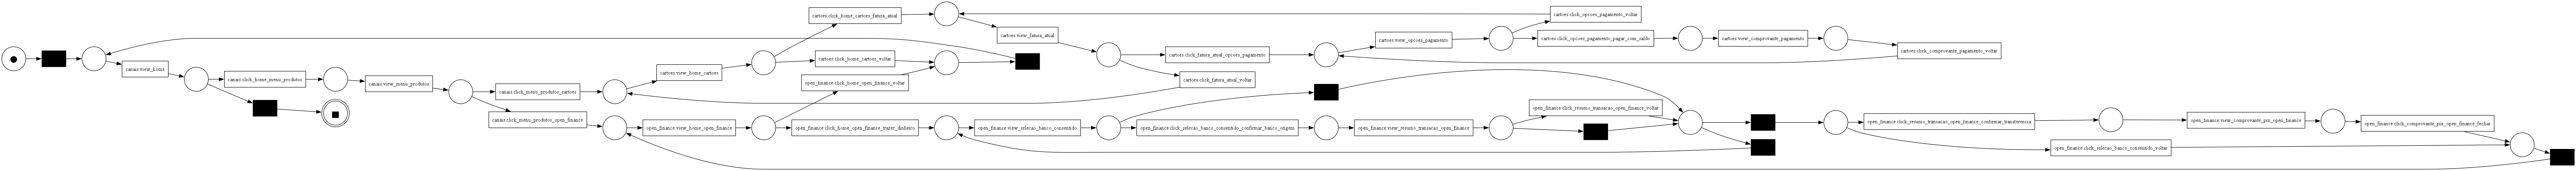 cartoes:click_home_cartoes_fatura_atual
cartoes:click_opcoes_pagamento_voltar
cartoes:view_fatura_atual
cartoes:view_opcoes_pagamento
cartoes:click_opcoes_pagamento_pagar_com_saldo
cartoes:view_comprovante_pagamento
cartoes:click_comprovante_pagamento_voltar
cartoes:click_fatura_atual_opcoes_pagamento
cartoes:click_home_cartoes_voltar
canais:view_home
cartoes:view_home_cartoes
canais:click_home_menu_produtos
canais:view_menu_produtos
open_finance:click_home_open_finance_voltar
cartoes:click_fatura_atual_voltar
canais:click_menu_produtos_cartoes
open_finance:click_resumo_transacao_open_finance_voltar
canais:click_menu_produtos_open_finance
open_finance:view_home_open_finance
open_finance:click_home_open_finance_trazer_dinheiro
open_finance:view_selecao_banco_consentido
open_finance:click_selecao_banco_consentido_confirmar_banco_origem
open_finance:view_resumo_transacao_open_finance
open_finance:click_resumo_transacao_open_finance_confirmar_transferencia
open_finance:view_comprovante_pix_open_finance
open_finance:click_comprovante_pix_open_finance_fechar
open_finance:click_selecao_banco_consentido_voltar